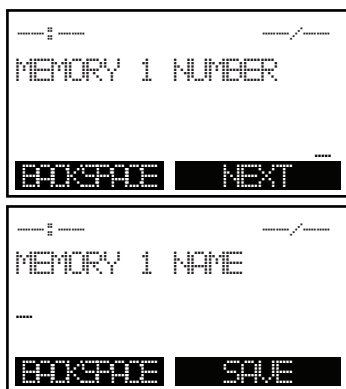 --:-- --/--
MEMORY 1 NUMBER
_
BACKSPACE NEXT
--:-- --/--
MEMORY 1 NAME
_
BACKSPACE SAVE